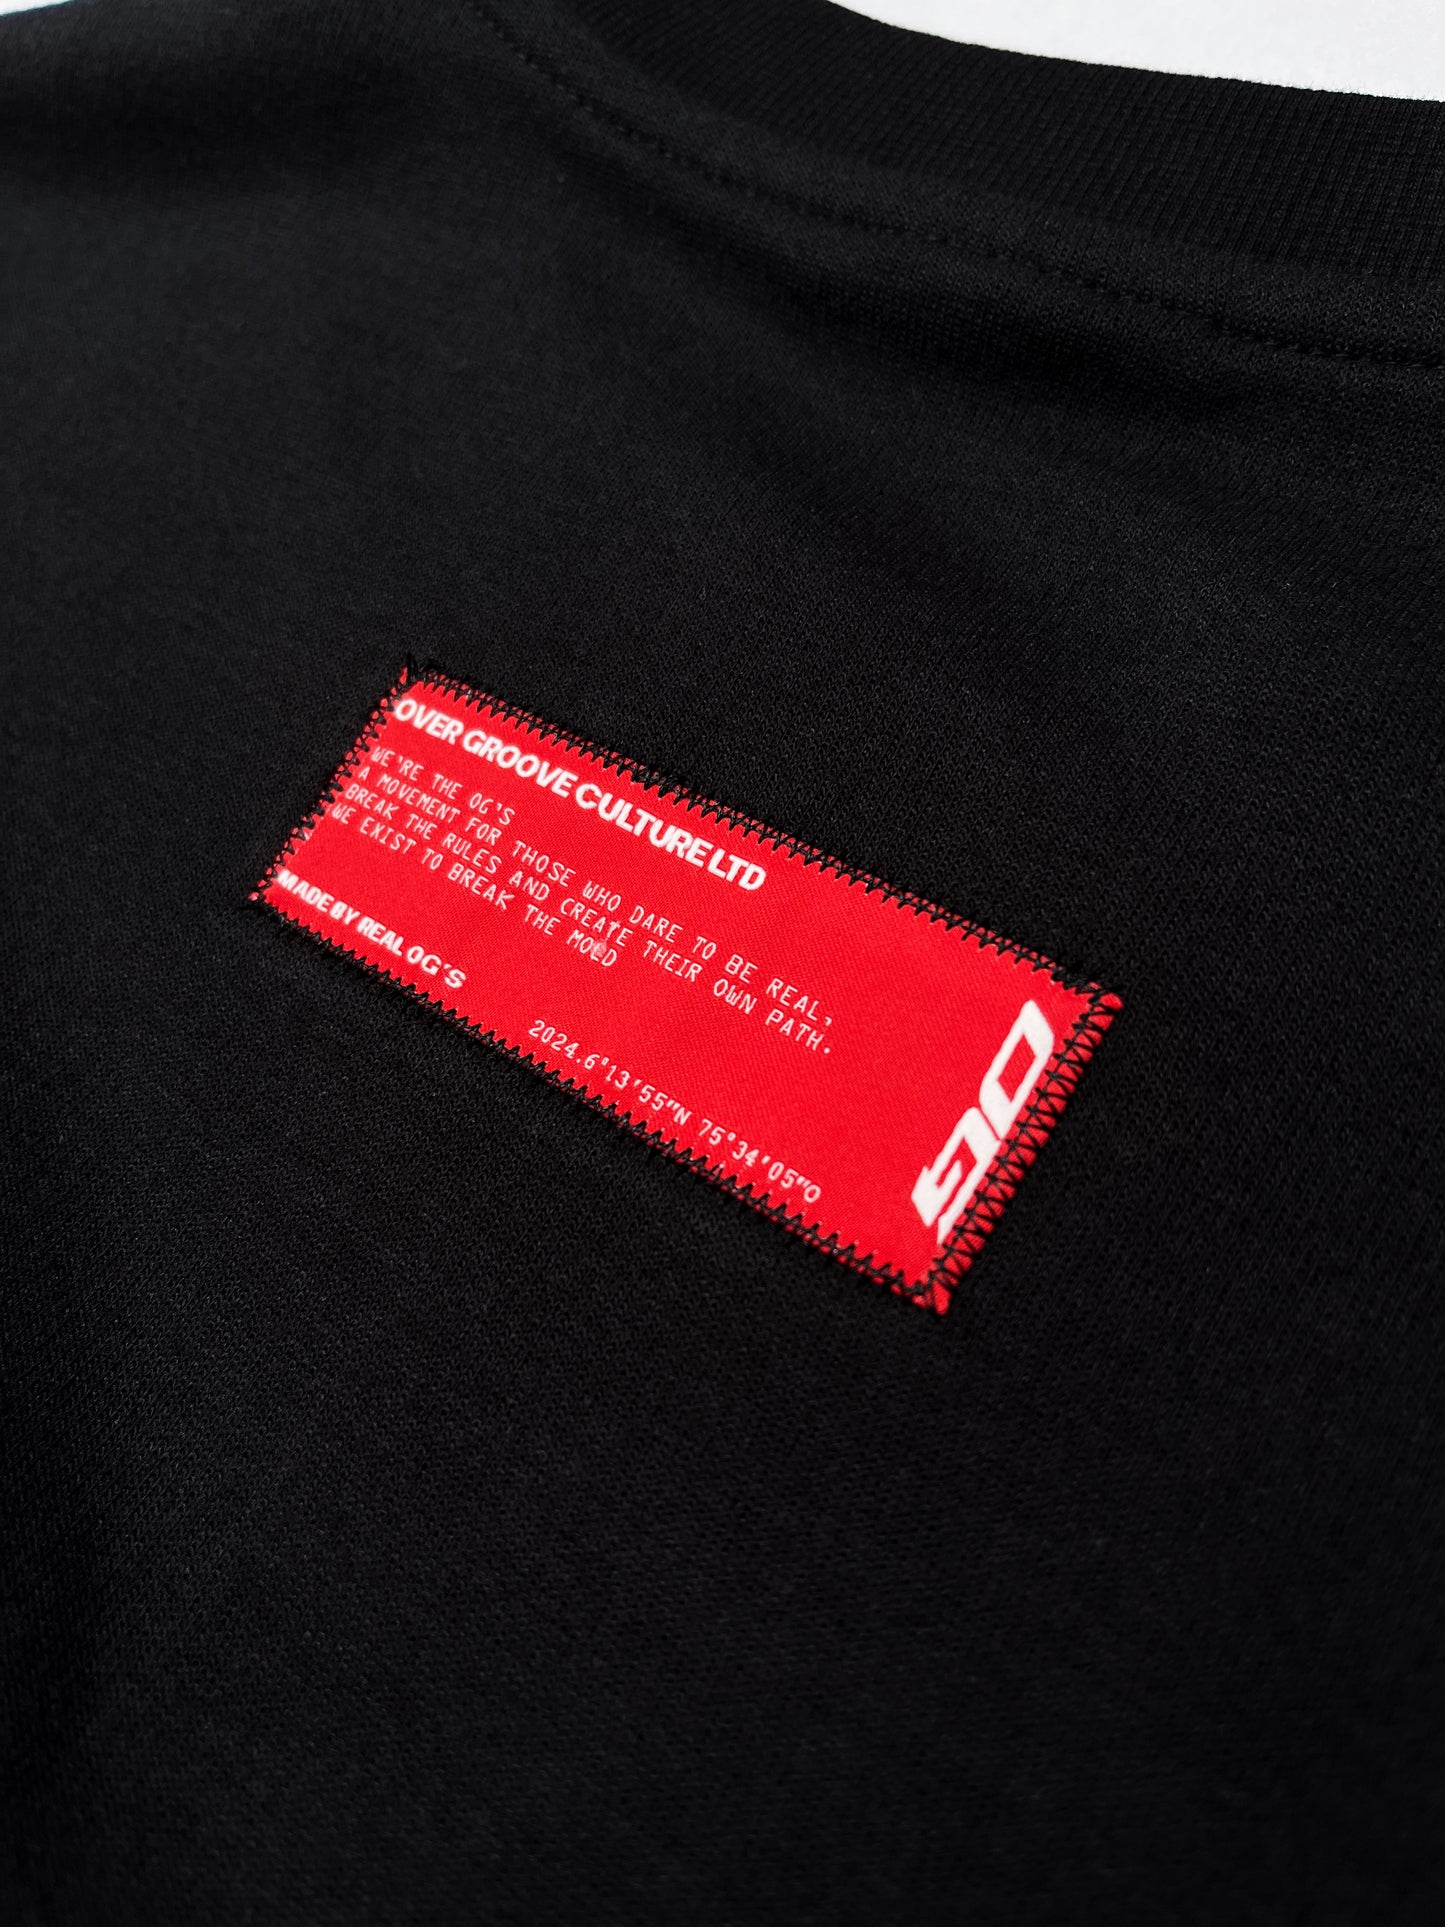 OVER GROOVE CULTURE LTD
WE'RE THE OG'S
A MOVEMENT FOR THOSE WHO DARE TO BE REAL,
BREAK THE RULES AND CREATE THEIR OWN PATH.
WE EXIST TO BREAK THE MOLD
MADE BY REAL OG'S
2024.6°13'55"N 75°34'05"O
OG